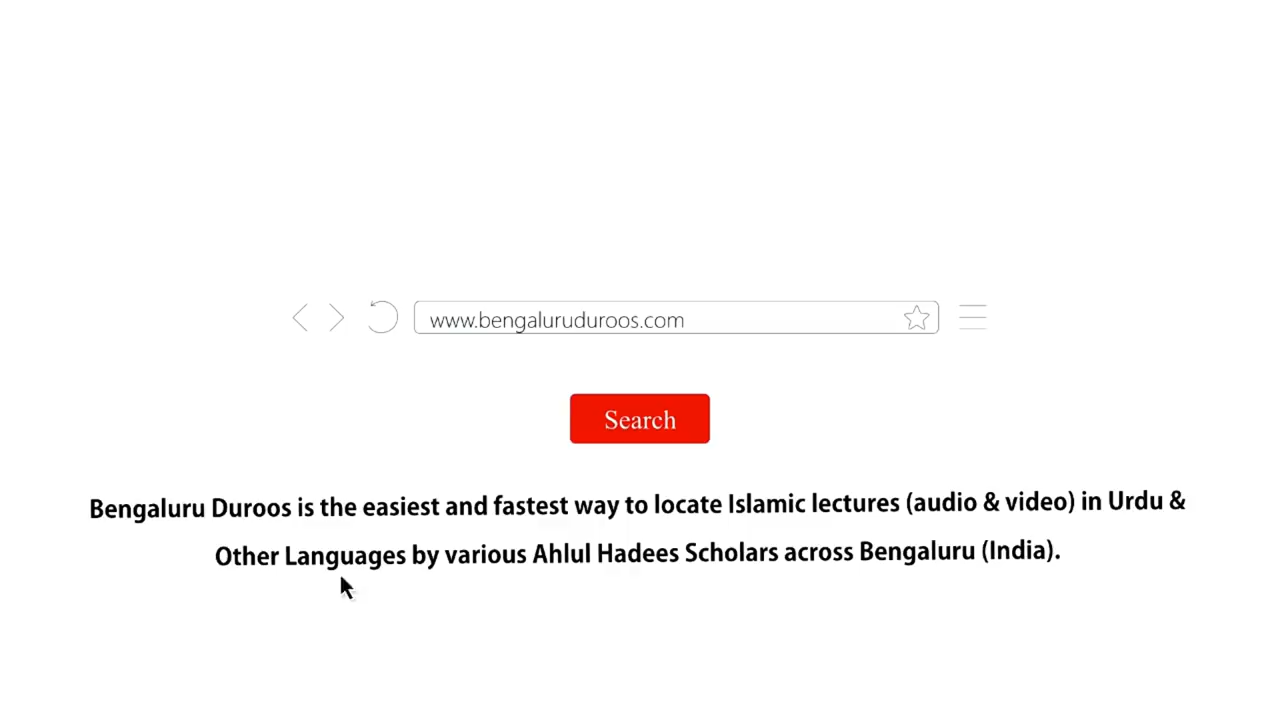 www.bengaluruduroos.com
Search
Bengaluru Duroos is the easiest and fastest way to locate Islamic lectures (audio & video) in Urdu &
Other Languages by various Ahlul Hadees Scholars across Bengaluru (India).